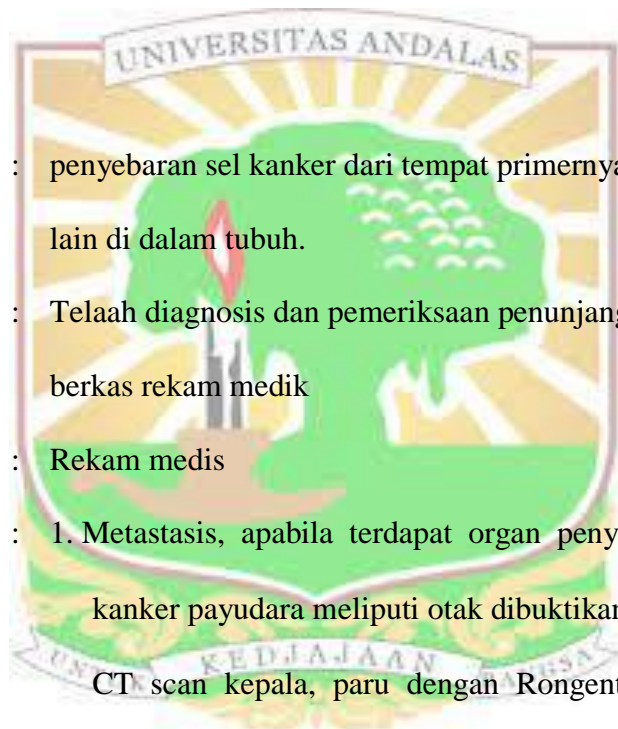 UNIVERSITAS ANDALAS
: penyebaran sel kanker dari tempat primernya
lain di dalam tubuh.
: Telaah diagnosis dan pemeriksaan penunjang
berkas rekam medik
: Rekam medis
: 1. Metastasis, apabila terdapat organ peny
kanker payudara meliputi otak dibuktikan
KEDJAJAAN
CT scan kepala, paru dengan Rongent